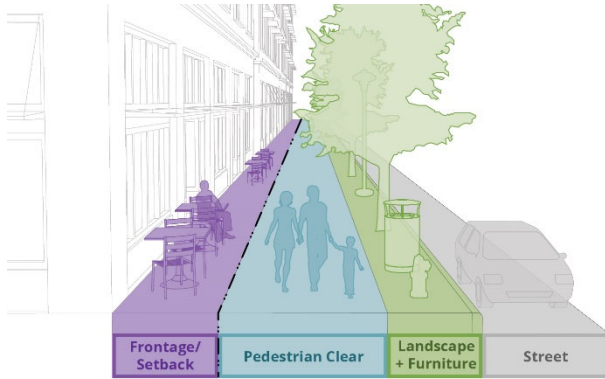 Frontage/
Setback
Pedestrian Clear
Landscape
+ Furniture
Street